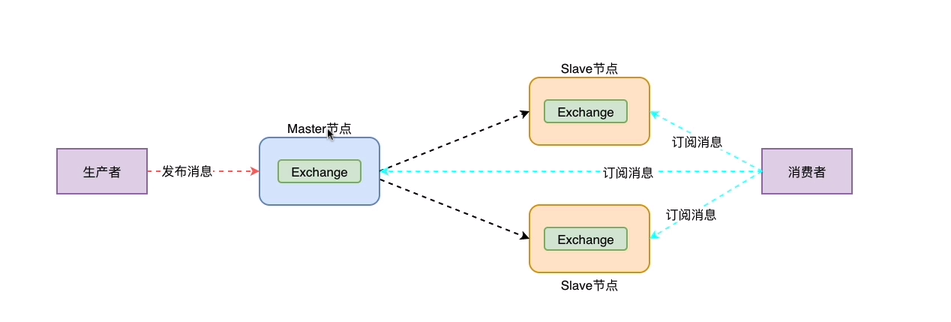 Slave节点
Exchange
订阅消息
Master节点
生产者
发布消息
Exchange
订阅消息
消费者
订阅消息
Exchange
Slave节点